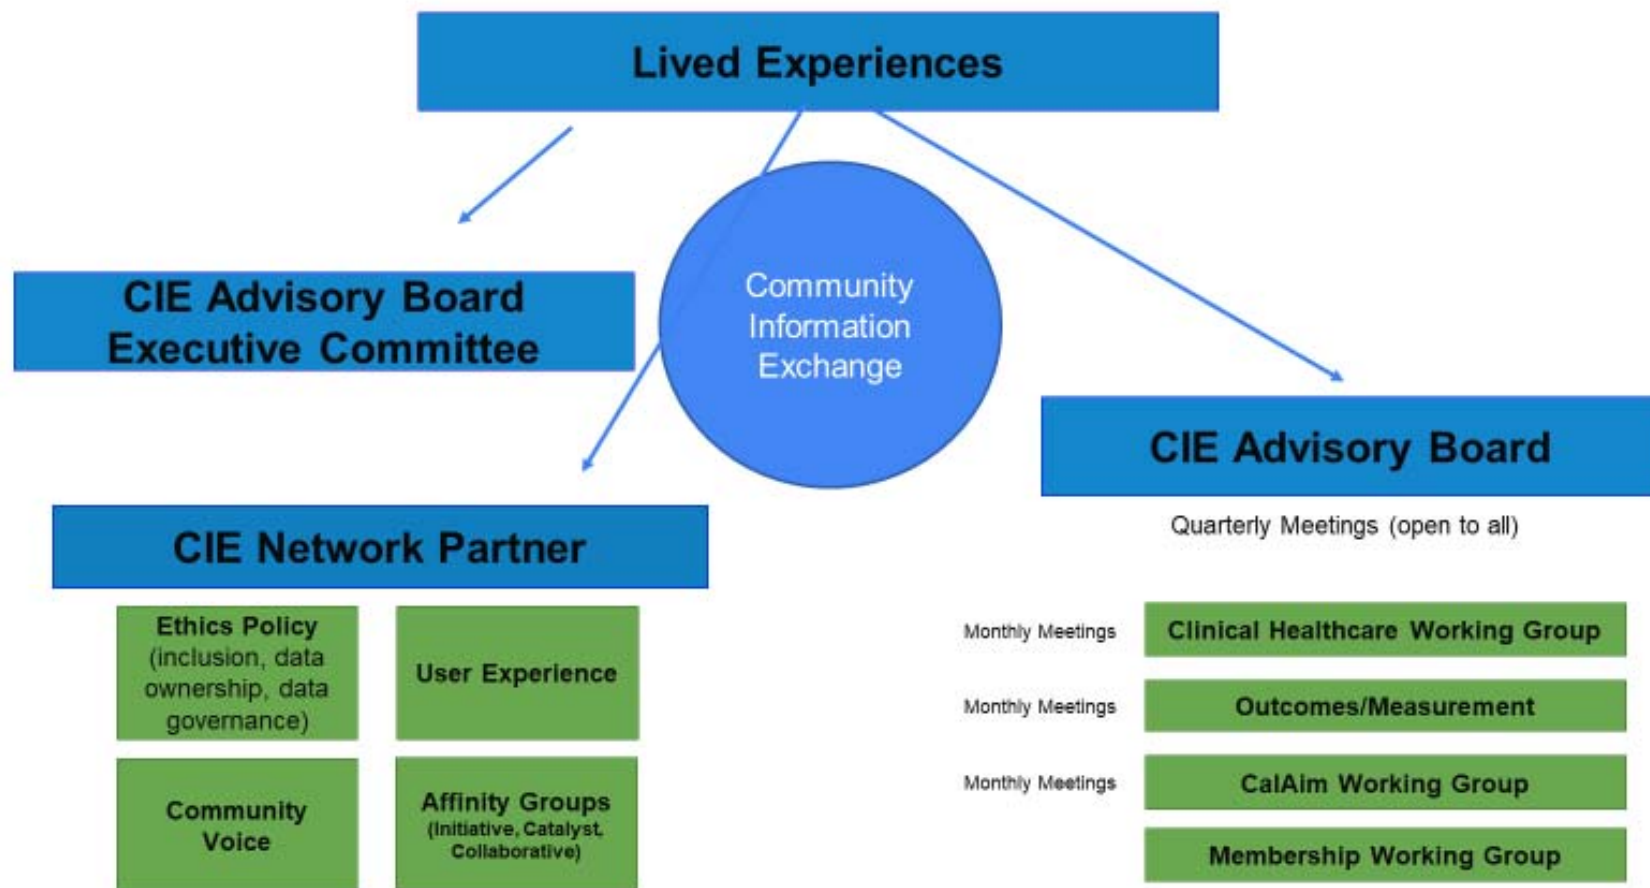 Lived Experiences
Community
Information
Exchange
CIE Advisory Board
Executive Committee
CIE Advisory Board
Quarterly Meetings (open to all)
CIE Network Partner
Ethics Policy
(inclusion, data
ownership, data
governance)
User Experience
Community
Voice
Affinity Groups
(Initiative, Catalyst,
Collaborative)
Monthly Meetings
Clinical Healthcare Working Group
Monthly Meetings
Outcomes/Measurement
Monthly Meetings
CalAim Working Group
Membership Working Group